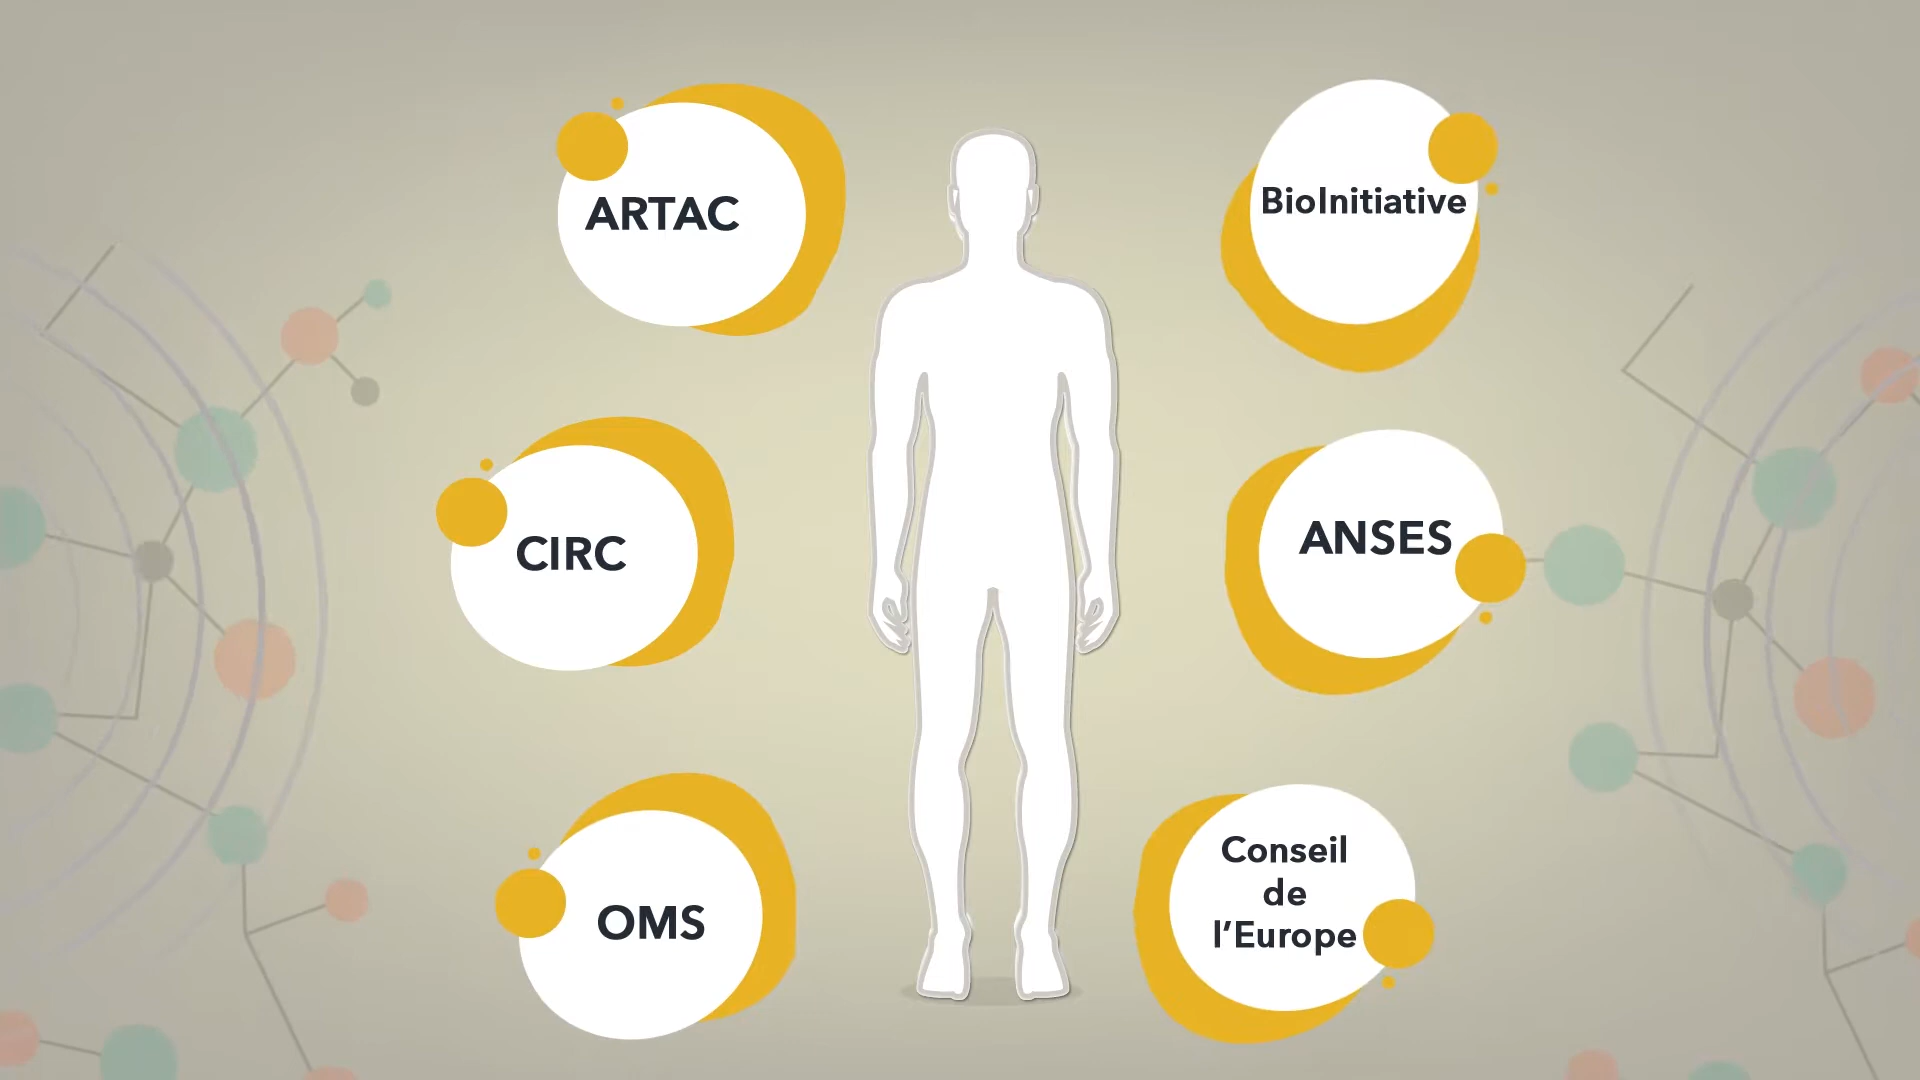 ARTAC
BioInitiative
CIRC
ANSES
OMS
Conseil
de
l’Europe